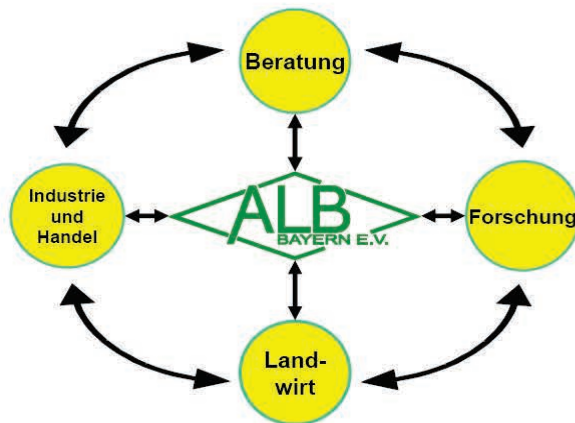 Beratung
Industrie
und
Handel
ALB
BAYERN E.V.
Forschung
Land-
wirt